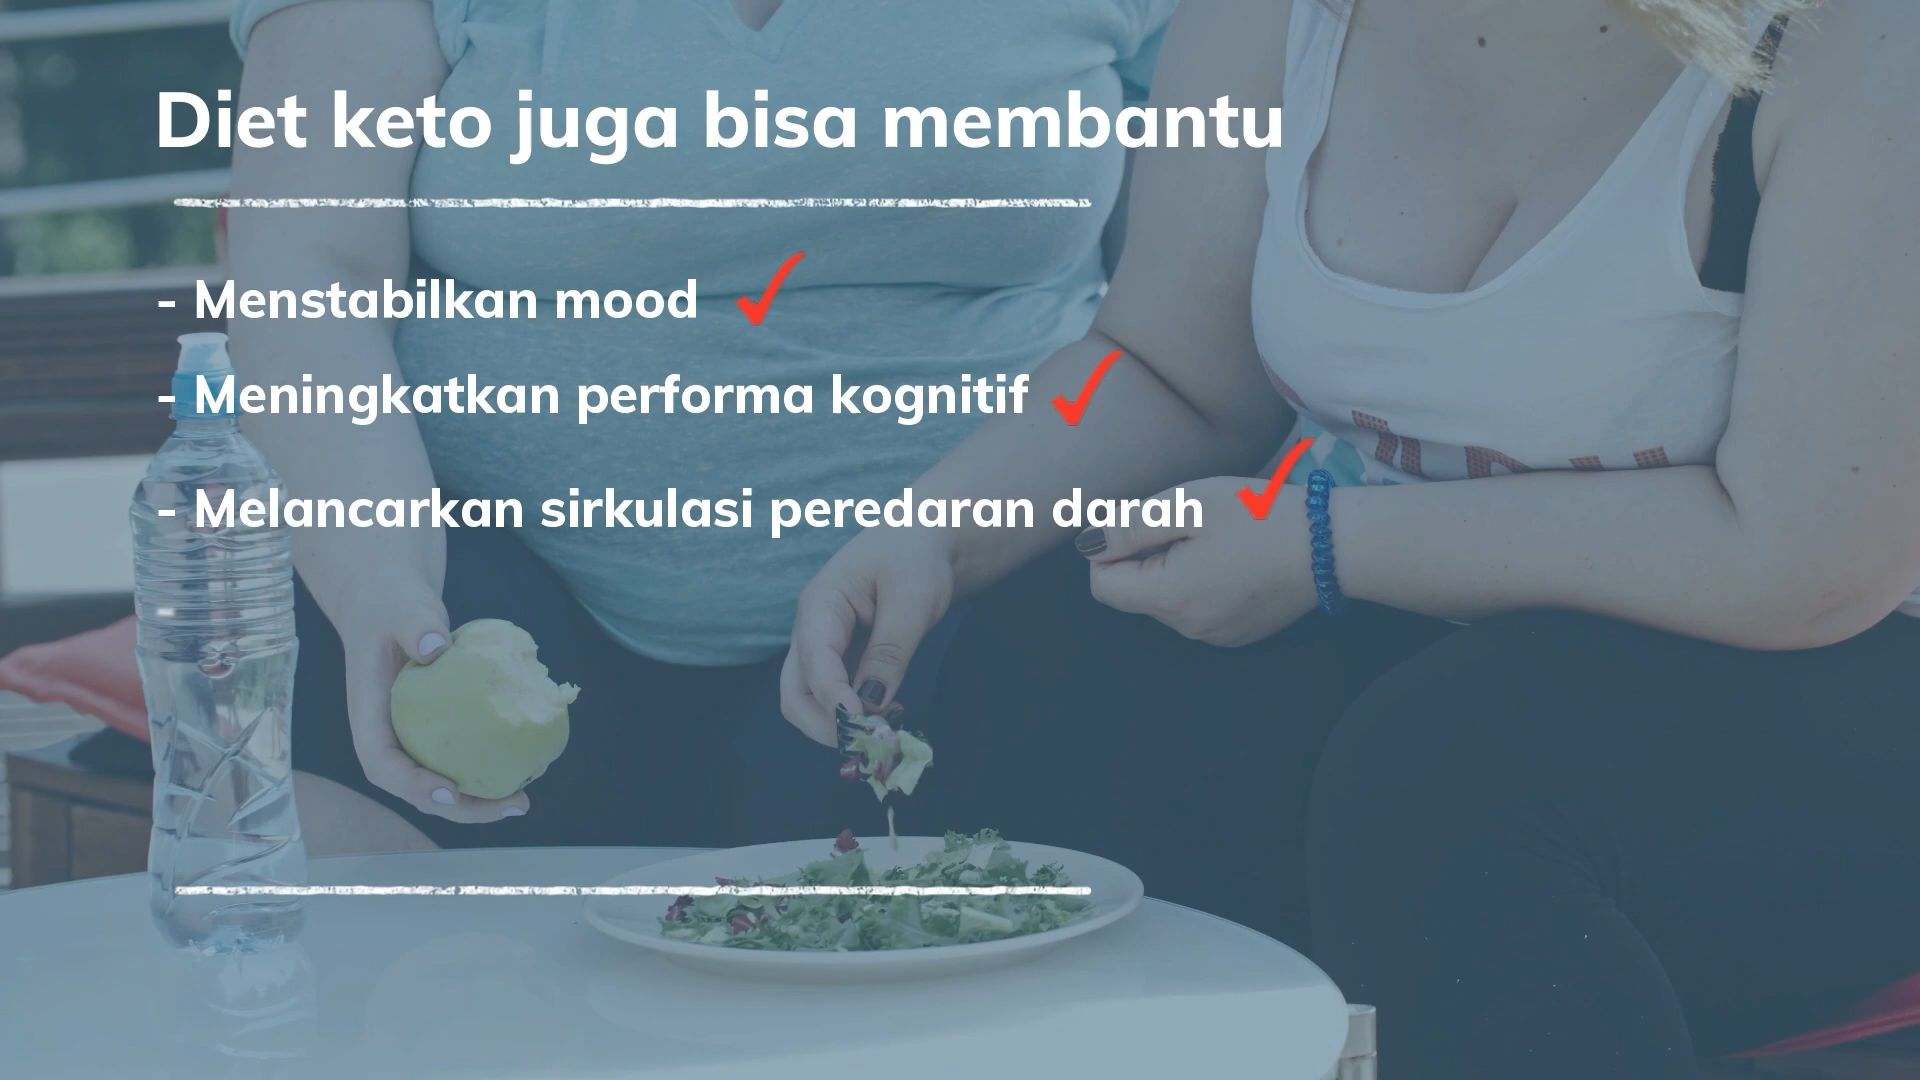 Diet keto juga bisa membantu
- Menstabilkan mood
- Meningkatkan performa kognitif
- Melancarkan sirkulasi peredaran darah